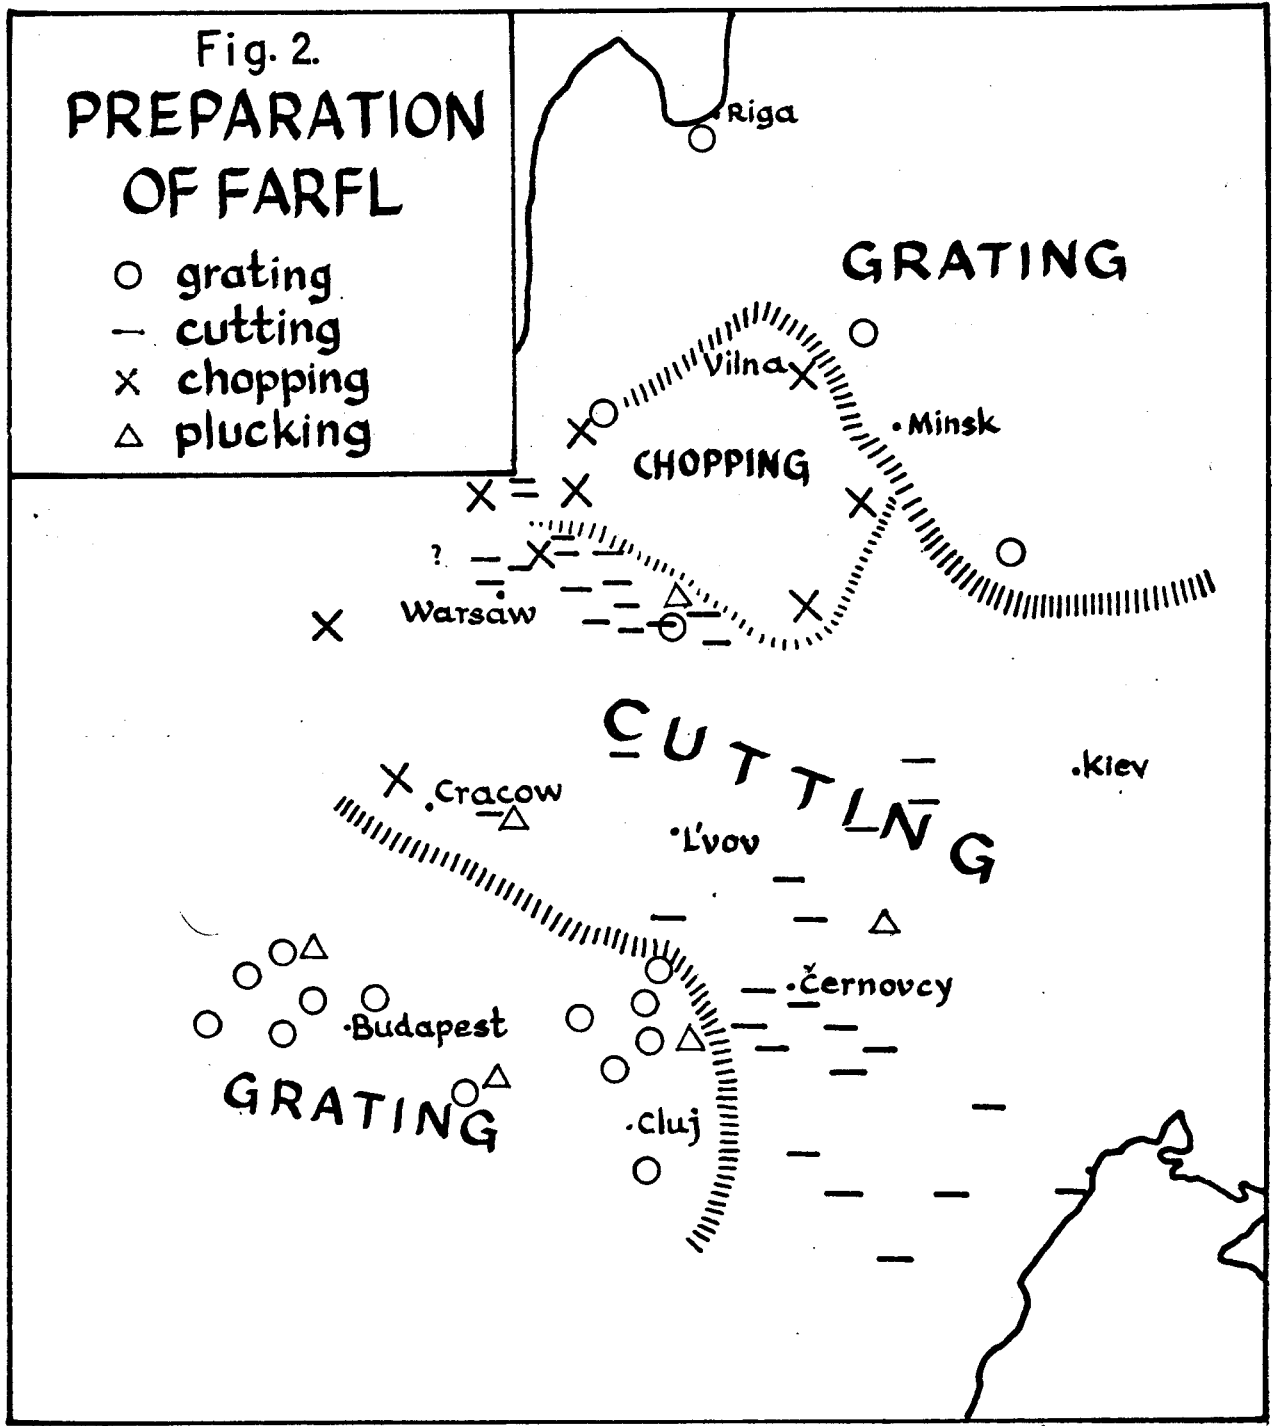 Fig. 2.
PREPARATION
OF FARFL
grating
cutting
chopping
plucking
Riga
GRATING
Vilna
Minsk
CHOPPING
?
Warsaw
CUTTING
Kiev
Cracow
L'vov
Černovcy
Budapest
GRATING
Cluj